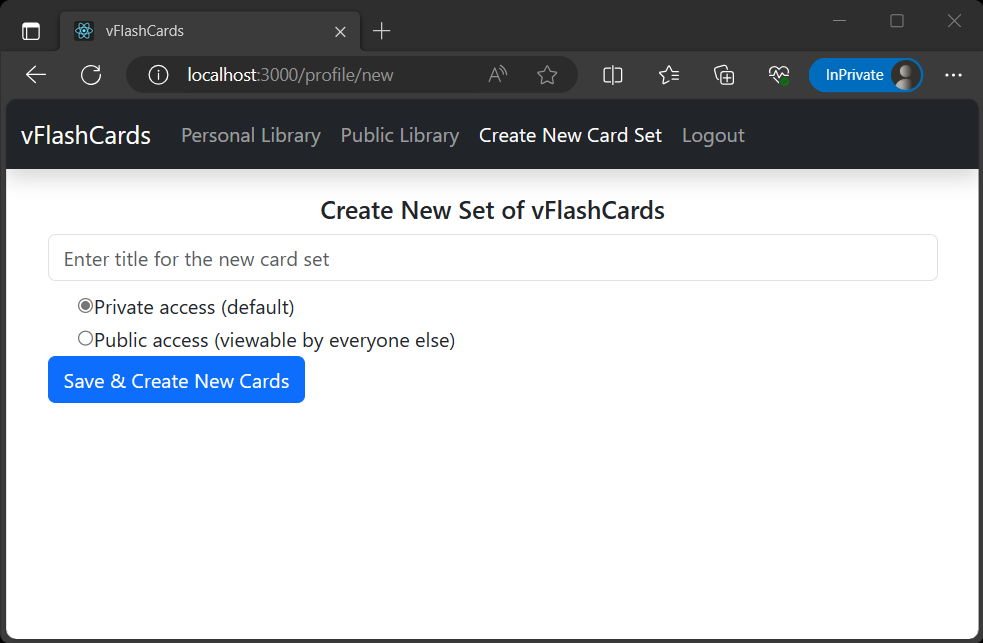 vFlashCards
localhost:3000/profile/new
InPrivate
vFlashCards Personal Library Public Library Create New Card Set Logout
Create New Set of vFlashCards
Enter title for the new card set
Private access (default)
Public access (viewable by everyone else)
Save & Create New Cards